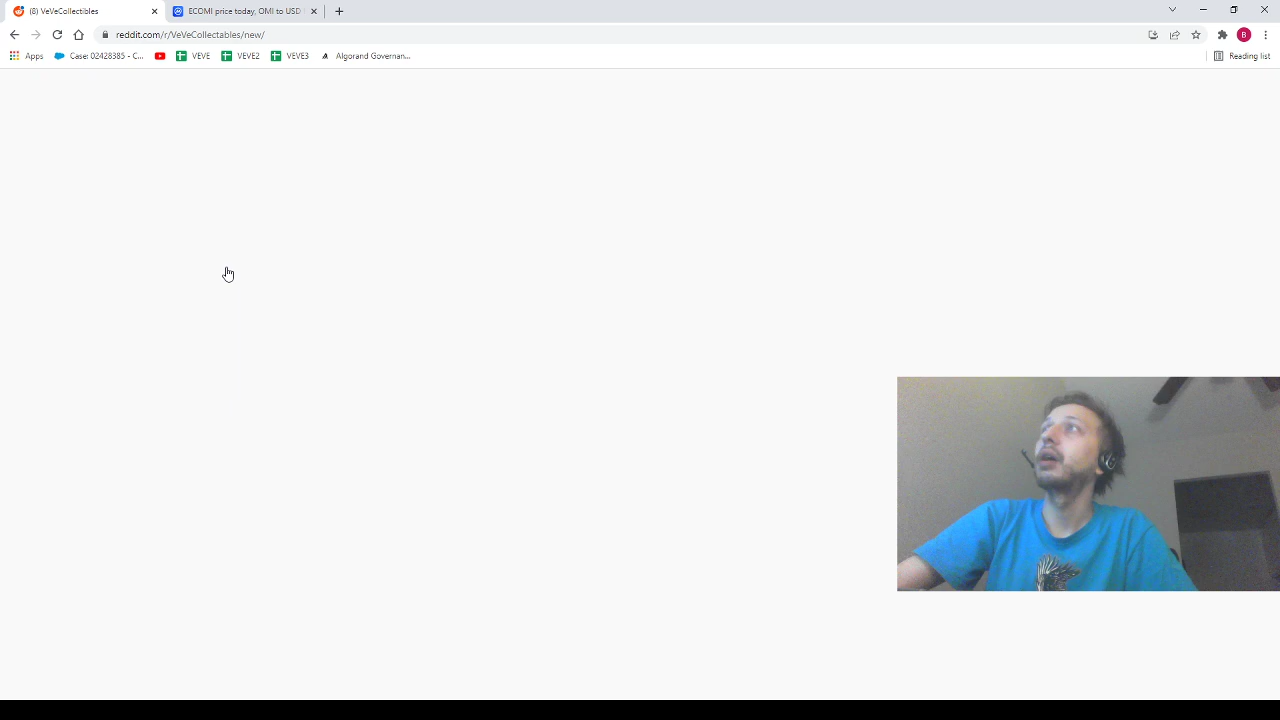 (8) VeVeCollectibles
ECOMI price today, OMI to USD
reddit.com/r/VeVeCollectables/new/
B
Apps
Case: 02428385 - C...
VEVE
VEVE2
VEVE3
Algorand Governan...
Reading list